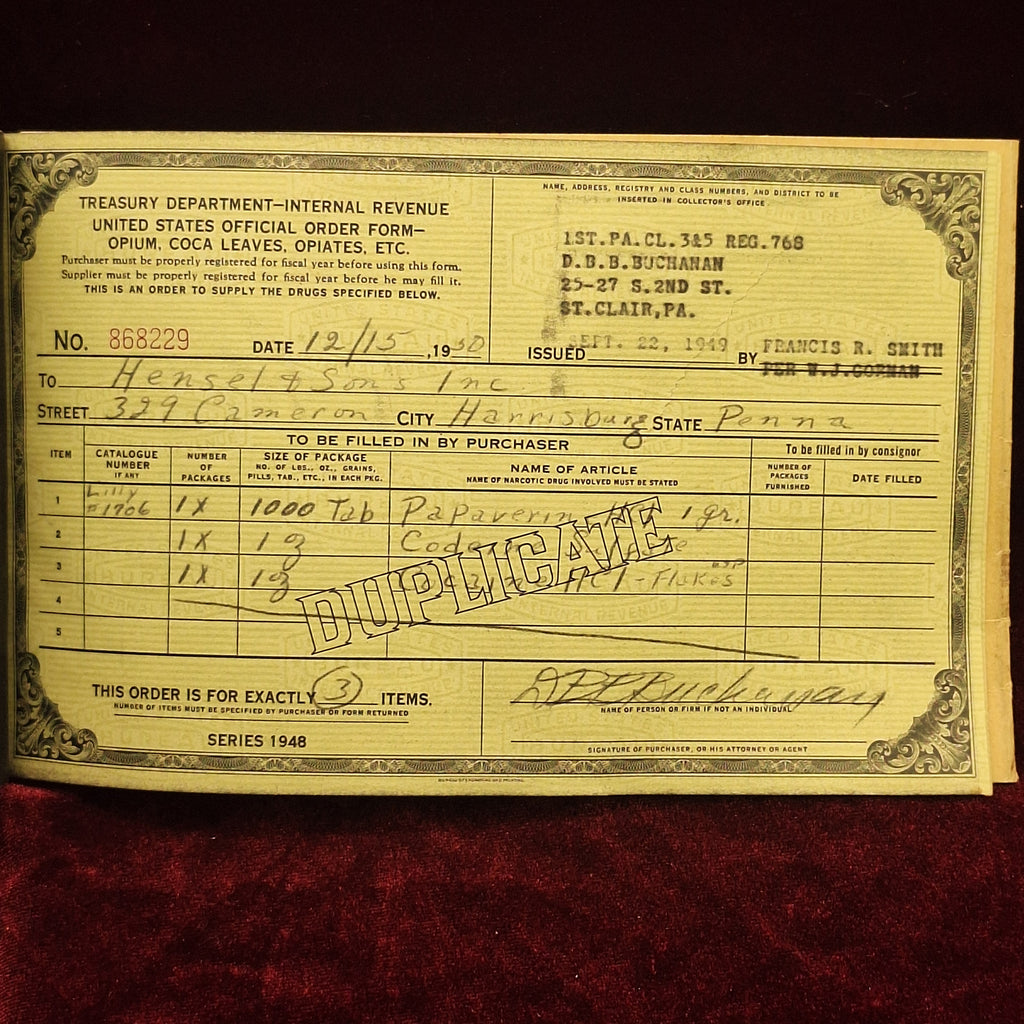 TREASURY DEPARTMENT—INTERNAL REVENUE
UNITED STATES OFFICIAL ORDER FORM—
OPIUM, COCA LEAVES, OPIATES, ETC.
Purchaser must be properly registered for fiscal year before using this form.
Supplier must be properly registered for fiscal year before he may fill it.
THIS IS AN ORDER TO SUPPLY THE DRUGS SPECIFIED BELOW.
NAME, ADDRESS, REGISTRY AND CLASS NUMBERS, AND DISTRICT TO BE
INSERTED IN COLLECTOR'S OFFICE.
1ST.PA.CL.3&5 REG.768
D.B.B.BUCHANAN
25-27 S.2ND ST.
ST.CLAIR,PA.
No. 868229 DATE 12/15, 1950
ISSUED SEPT. 22, 1949 BY FRANCIS R. SMITH
PER W.J.GORMAN
TO Hensel & Son's Inc
STREET 329 Cameron CITY Harrisburg STATE Penna
TO BE FILLED IN BY PURCHASER
To be filled in by consignor
ITEM
CATALOGUE NUMBER IF ANY
NUMBER OF PACKAGES
SIZE OF PACKAGE
NO. OF LBS., OZ., GRAINS, PILLS, TAB., ETC., IN EACH PKG.
NAME OF ARTICLE
NAME OF NARCOTIC DRUG INVOLVED MUST BE STATED
NUMBER OF PACKAGES FURNISHED
DATE FILLED
1 Lilly #1706 1X 1000 Tab Papaverin 1 gr.
2 1X 1 oz
3 1X 1 oz HCl - Flakes USP
4
5
DUPLICATE
THIS ORDER IS FOR EXACTLY 3 ITEMS.
NUMBER OF ITEMS MUST BE SPECIFIED BY PURCHASER OR FORM RETURNED
SERIES 1948
DBBBuchanan
NAME OF PERSON OR FIRM IF NOT AN INDIVIDUAL
SIGNATURE OF PURCHASER, OR HIS ATTORNEY OR AGENT